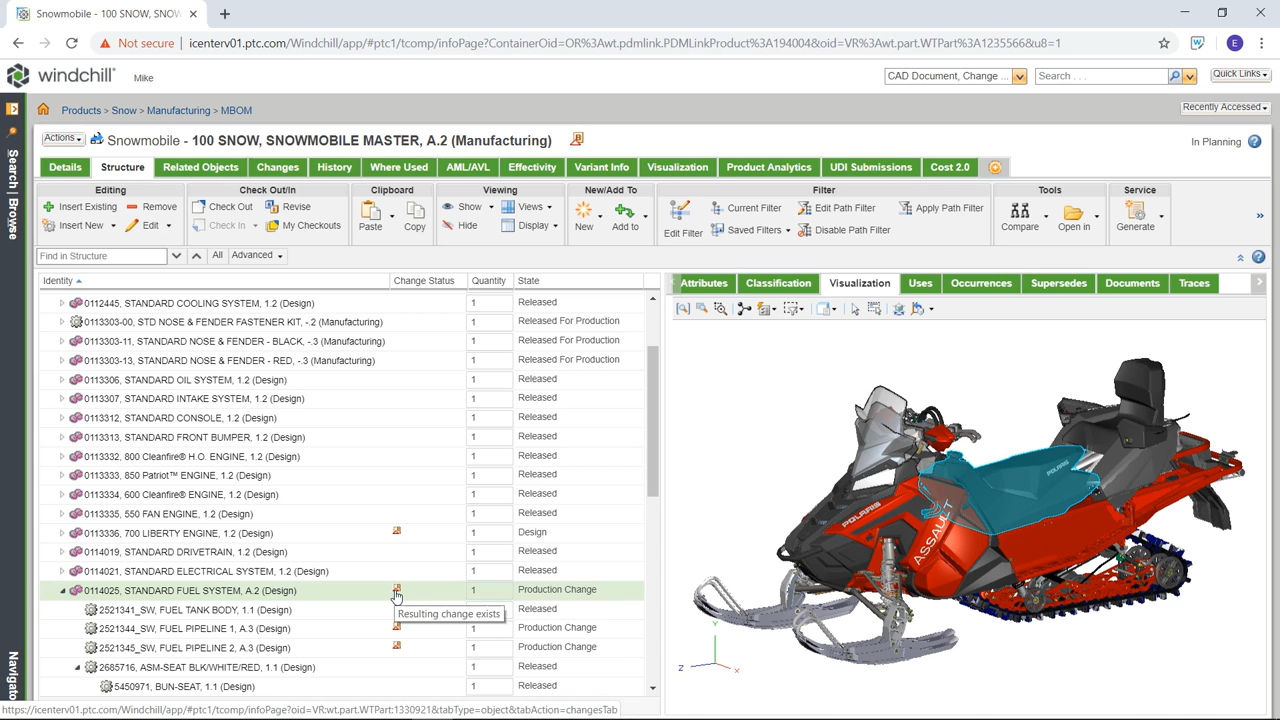 Snowmobile - 100 SNOW, SNOW
Not secure | icenterv01.ptc.com/Windchill/app/#ptc1/tcomp/infoPage?ContainerOid=OR%3Awt.pdmlink.PDMLinkProduct%3A194004&oid=VR%3Awt.part.WTPart%3A1235566&u8=1
E
windchill Mike CAD Document, Change ... Search . . . Quick Links
Products > Snow > Manufacturing > MBOM Recently Accessed
Actions Snowmobile - 100 SNOW, SNOWMOBILE MASTER, A.2 (Manufacturing) In Planning
Details Structure Related Objects Changes History Where Used AML/AVL Effectivity Variant Info Visualization Product Analytics UDI Submissions Cost 2.0
Editing Check Out/In Clipboard Viewing New/Add To Filter Tools Service
Insert Existing Remove Check Out Revise Show Views Current Filter Edit Path Filter Apply Path Filter
Insert New Edit Check In My Checkouts Paste Copy Hide Display New Add to Edit Filter Saved Filters Disable Path Filter Compare Open in Generate
Find in Structure All Advanced
Identity Change Status Quantity State
Attributes Classification Visualization Uses Occurrences Supersedes Documents Traces
0112445, STANDARD COOLING SYSTEM, 1.2 (Design) 1 Released
0113303-00, STD NOSE & FENDER FASTENER KIT, -.2 (Manufacturing) 1 Released For Production
0113303-11, STANDARD NOSE & FENDER - BLACK, -.3 (Manufacturing) 1 Released For Production
0113303-13, STANDARD NOSE & FENDER - RED, -.3 (Manufacturing) 1 Released For Production
0113306, STANDARD OIL SYSTEM, 1.2 (Design) 1 Released
0113307, STANDARD INTAKE SYSTEM, 1.2 (Design) 1 Released
0113312, STANDARD CONSOLE, 1.2 (Design) 1 Released
0113313, STANDARD FRONT BUMPER, 1.2 (Design) 1 Released
0113332, 800 Cleanfire® H.O. ENGINE, 1.2 (Design) 1 Released
0113333, 850 Patriot™ ENGINE, 1.2 (Design) 1 Released
0113334, 600 Cleanfire® ENGINE, 1.2 (Design) 1 Released
0113335, 550 FAN ENGINE, 1.2 (Design) 1 Released
0113336, 700 LIBERTY ENGINE, 1.2 (Design) 1 Design
0114019, STANDARD DRIVETRAIN, 1.2 (Design) 1 Released
0114021, STANDARD ELECTRICAL SYSTEM, 1.2 (Design) 1 Released
0114025, STANDARD FUEL SYSTEM, A.2 (Design) 1 Production Change
2521341_SW, FUEL TANK BODY, 1.1 (Design) Resulting change exists Released
2521344_SW, FUEL PIPELINE 1, A.3 (Design) 1 Production Change
2521345_SW, FUEL PIPELINE 2, A.3 (Design) 1 Production Change
2685716, ASM-SEAT BLK/WHITE/RED, 1.1 (Design) 1 Released
5450971, BUN-SEAT, 1.1 (Design) 1 Released
POLARIS
POLARIS
ASSAULT
Y
Z
X
Search | Browse
Navigato
https://icenterv01.ptc.com/Windchill/app/#ptc1/tcomp/infoPage?oid=VR:wt.part.WTPart:1330921&tabType=object&tabAction=changesTab